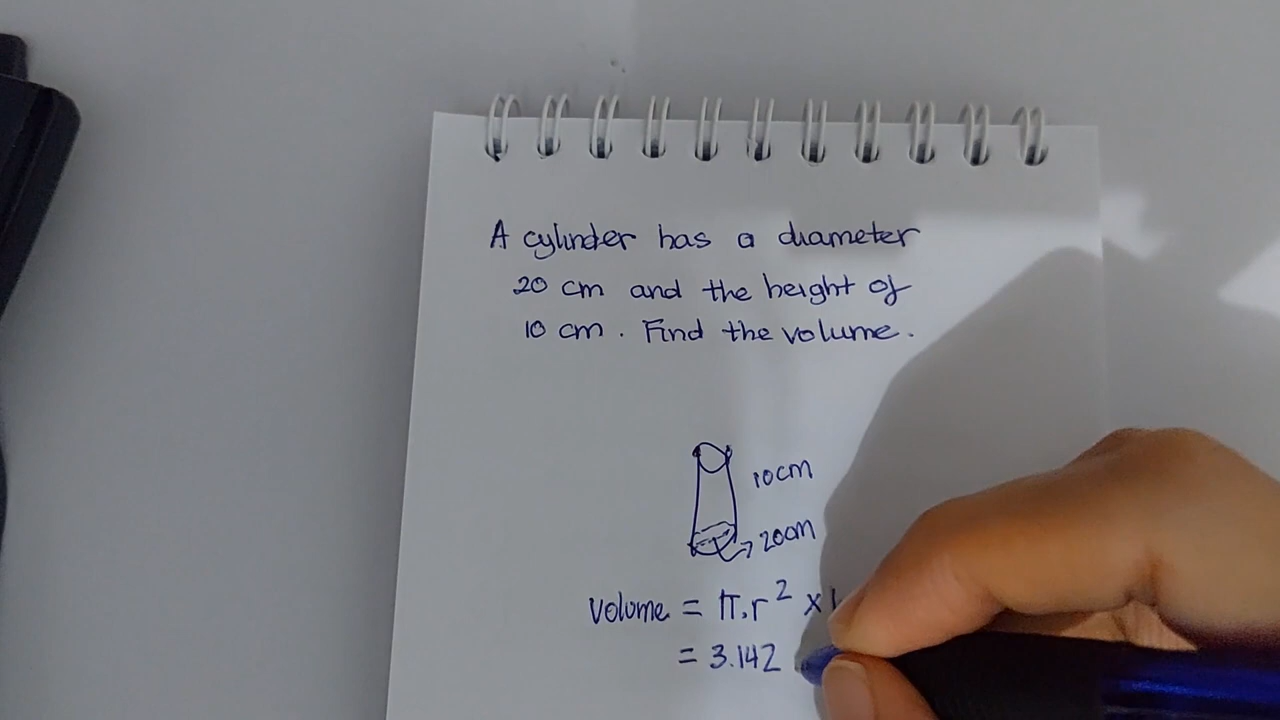 A cylinder has a diameter
20 cm and the height of
10 cm. Find the volume.
10cm
20cm
Volume = π.r² x
= 3.142